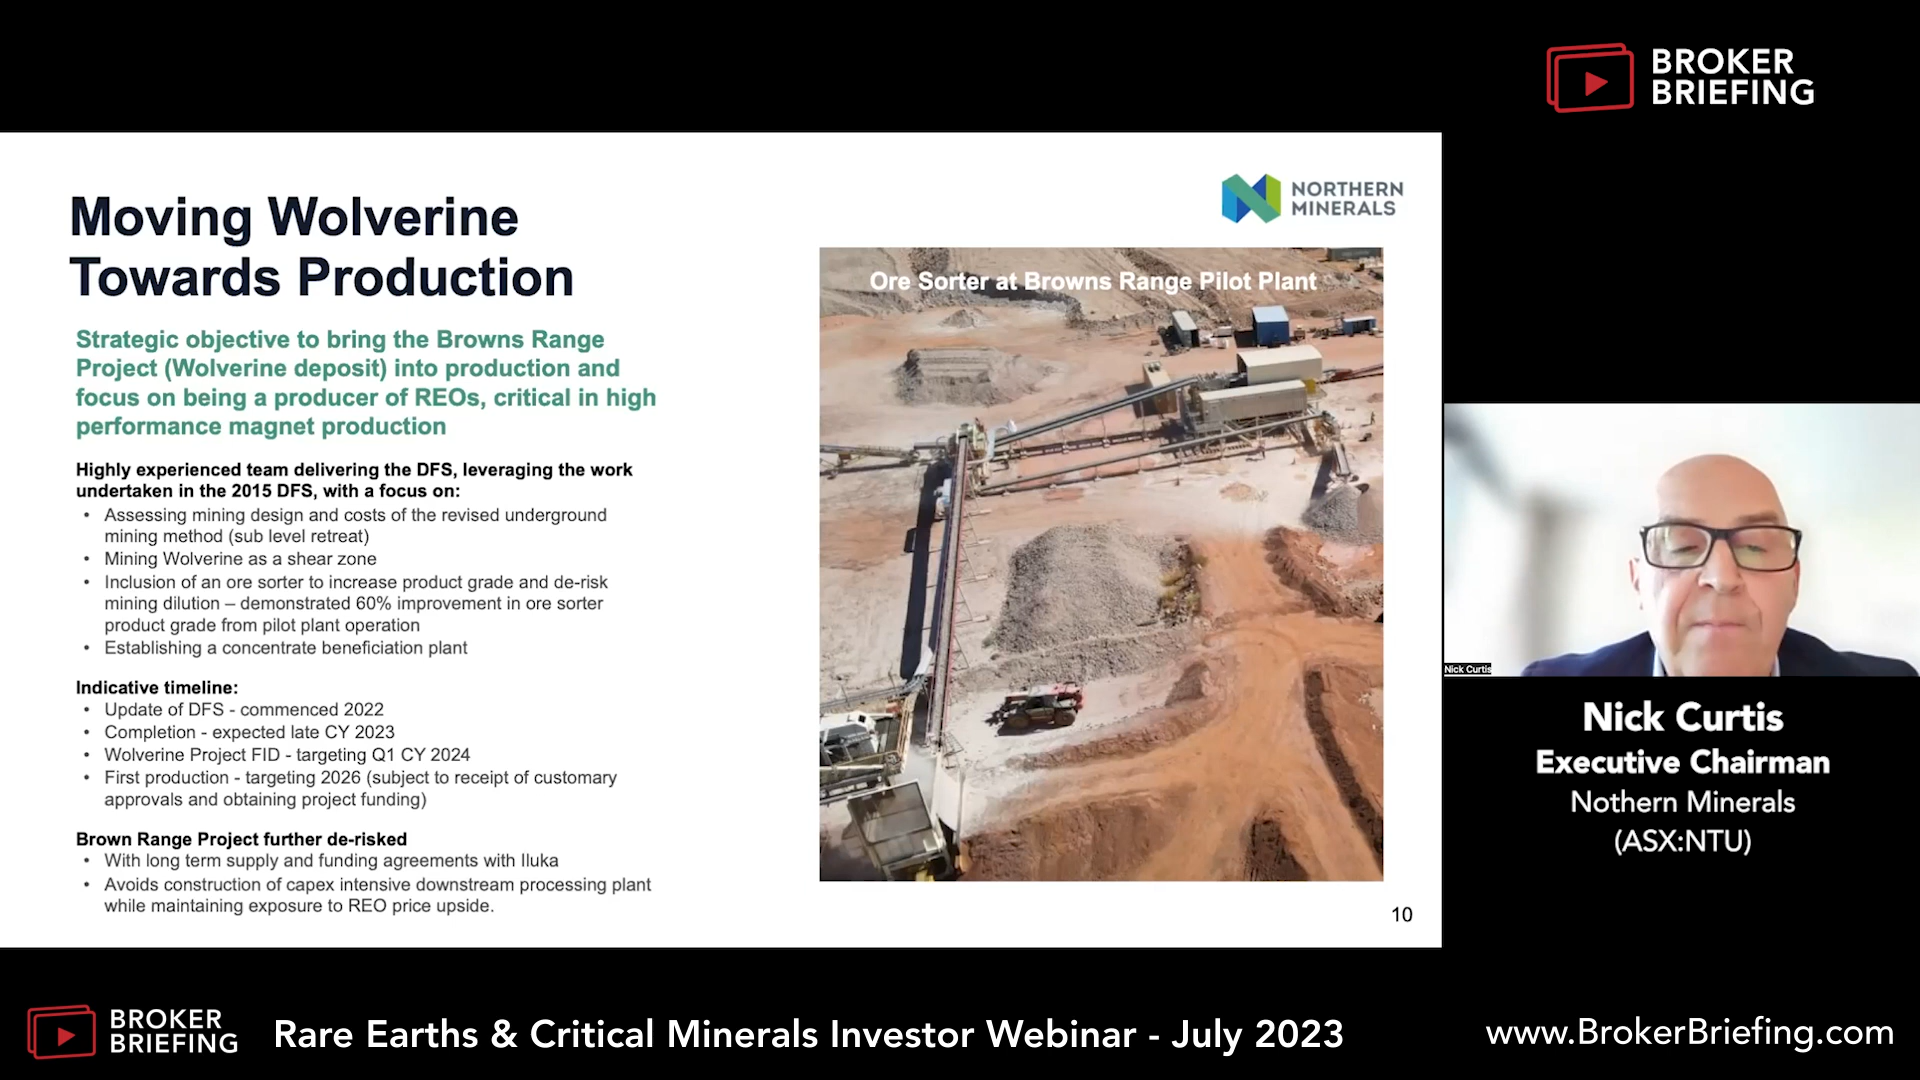 BROKER
BRIEFING
NORTHERN
MINERALS
Moving Wolverine
Towards Production
Ore Sorter at Browns Range Pilot Plant
Strategic objective to bring the Browns Range
Project (Wolverine deposit) into production and
focus on being a producer of REOs, critical in high
performance magnet production
Highly experienced team delivering the DFS, leveraging the work
undertaken in the 2015 DFS, with a focus on:
• Assessing mining design and costs of the revised underground
mining method (sub level retreat)
• Mining Wolverine as a shear zone
• Inclusion of an ore sorter to increase product grade and de-risk
mining dilution – demonstrated 60% improvement in ore sorter
product grade from pilot plant operation
• Establishing a concentrate beneficiation plant
Indicative timeline:
• Update of DFS - commenced 2022
• Completion - expected late CY 2023
• Wolverine Project FID - targeting Q1 CY 2024
• First production - targeting 2026 (subject to receipt of customary
approvals and obtaining project funding)
Brown Range Project further de-risked
• With long term supply and funding agreements with Iluka
• Avoids construction of capex intensive downstream processing plant
while maintaining exposure to REO price upside.
10
Nick Curtis
Nick Curtis
Executive Chairman
Nothern Minerals
(ASX:NTU)
BROKER
BRIEFING
Rare Earths & Critical Minerals Investor Webinar - July 2023
www.BrokerBriefing.com